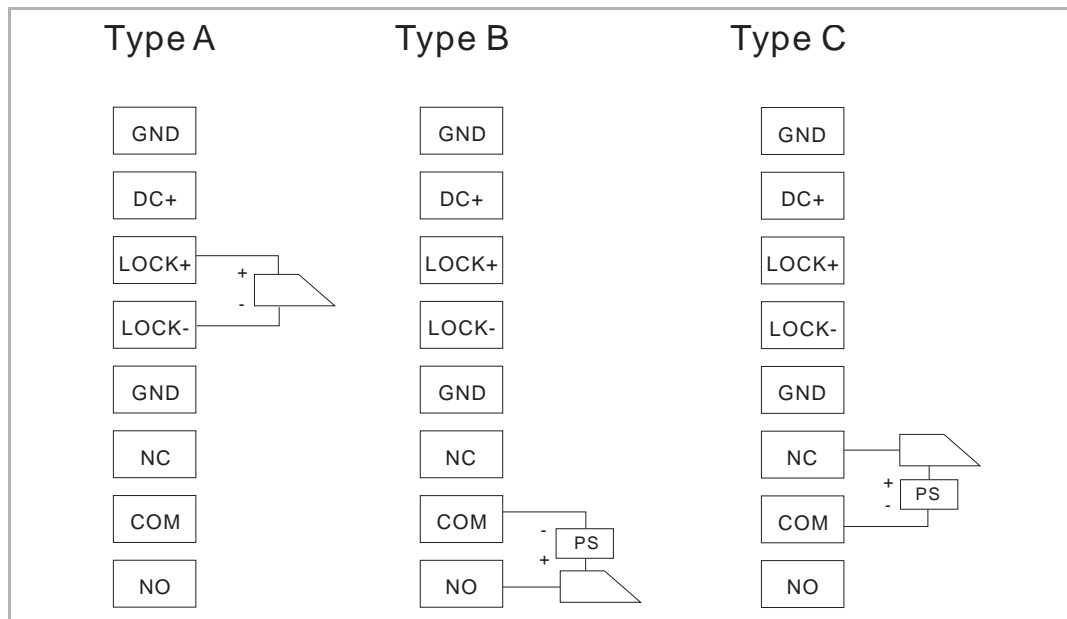 Type A
GND
DC+
LOCK+
+
-
LOCK-
GND
NC
COM
NO
Type B
GND
DC+
LOCK+
LOCK-
GND
NC
COM
-
PS
+
NO
Type C
GND
DC+
LOCK+
LOCK-
GND
NC
+
PS
-
COM
NO